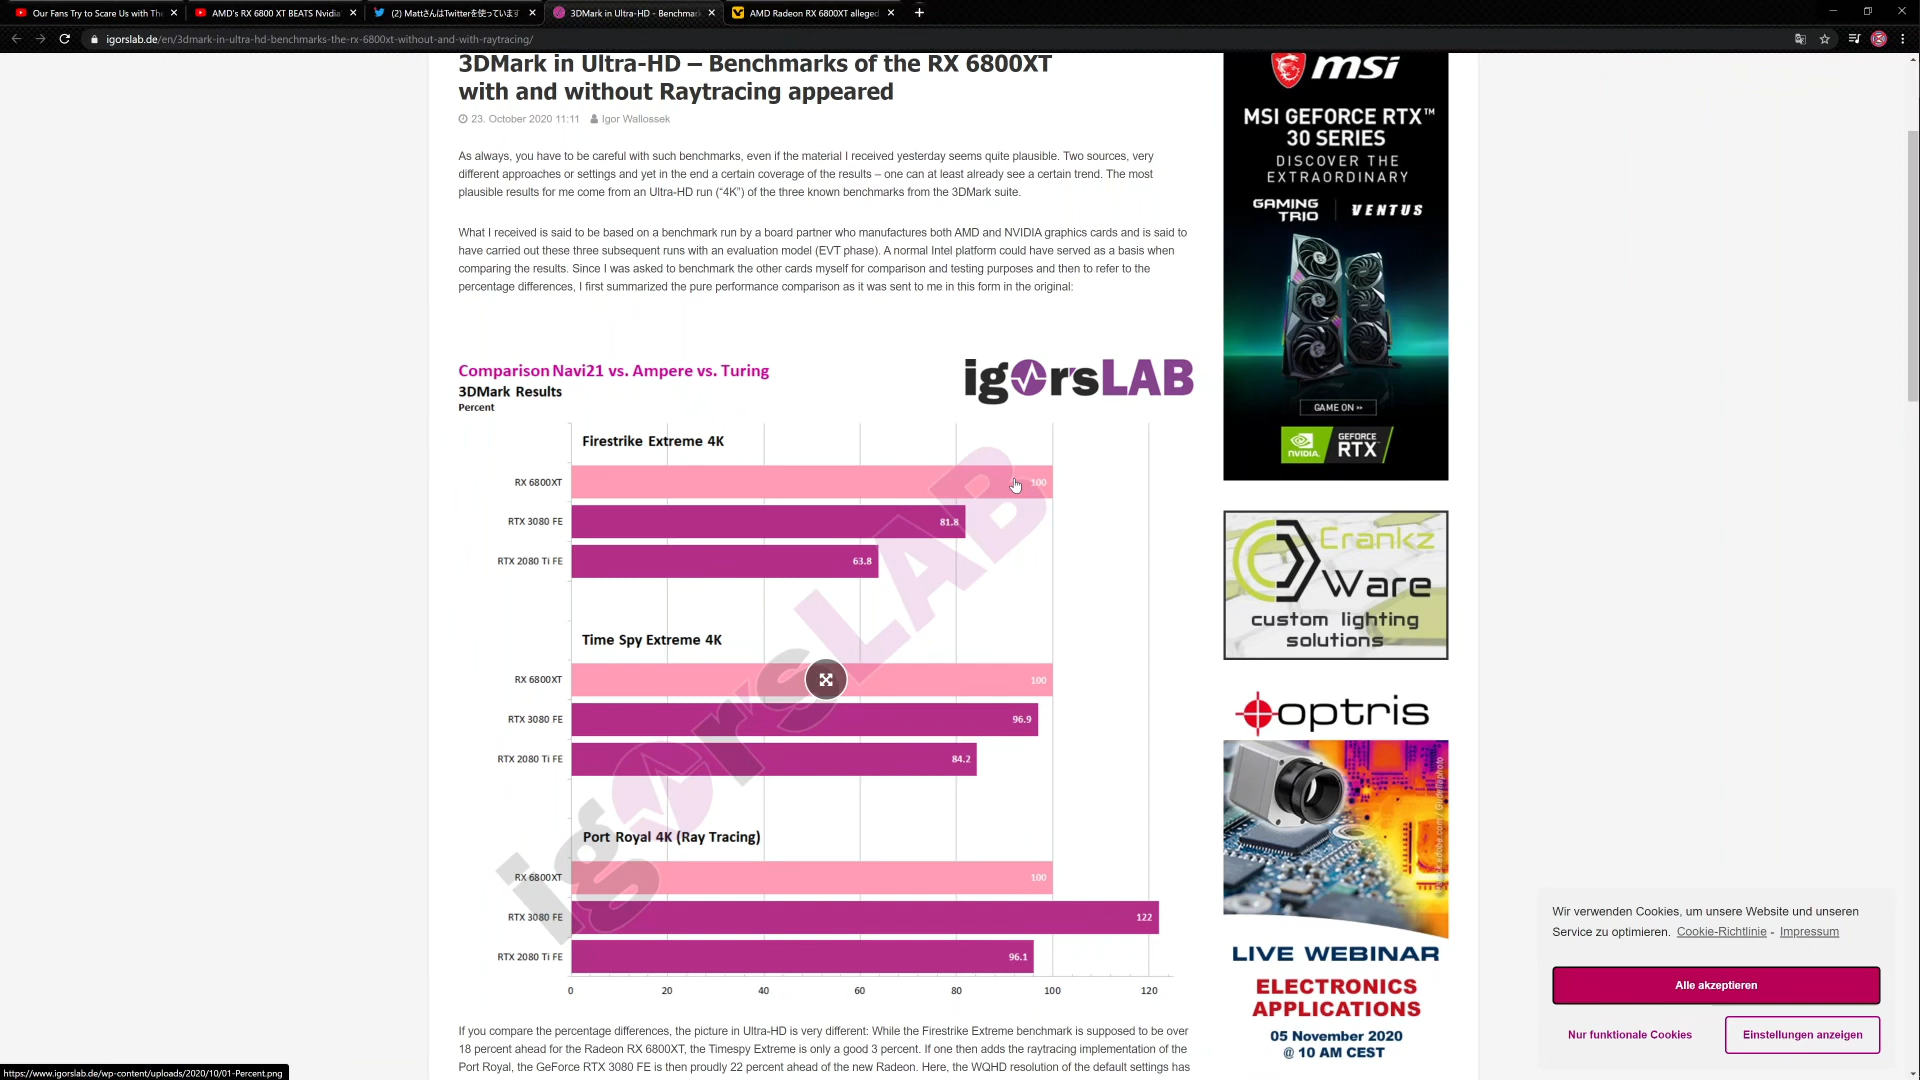 Our Fans Try to Scare Us with The
AMD's RX 6800 XT BEATS Nvidia
(2) MattさんはTwitterを使っています
3DMark in Ultra-HD - Benchmar
AMD Radeon RX 6800XT alleged
igorslab.de/en/3dmark-in-ultra-hd-benchmarks-the-rx-6800xt-without-and-with-raytracing/
3DMark in Ultra-HD – Benchmarks of the RX 6800XT
with and without Raytracing appeared
23. October 2020 11:11 Igor Wallossek
As always, you have to be careful with such benchmarks, even if the material I received yesterday seems quite plausible. Two sources, very
different approaches or settings and yet in the end a certain coverage of the results – one can at least already see a certain trend. The most
plausible results for me come from an Ultra-HD run (“4K”) of the three known benchmarks from the 3DMark suite.
What I received is said to be based on a benchmark run by a board partner who manufactures both AMD and NVIDIA graphics cards and is said to
have carried out these three subsequent runs with an evaluation model (EVT phase). A normal Intel platform could have served as a basis when
comparing the results. Since I was asked to benchmark the other cards myself for comparison and testing purposes and then to refer to the
percentage differences, I first summarized the pure performance comparison as it was sent to me in this form in the original:
Comparison Navi21 vs. Ampere vs. Turing
3DMark Results
Percent
igorsLAB
Firestrike Extreme 4K
RX 6800XT 100
RTX 3080 FE 81.8
RTX 2080 Ti FE 63.8
Time Spy Extreme 4K
RX 6800XT 100
RTX 3080 FE 96.9
RTX 2080 Ti FE 84.2
Port Royal 4K (Ray Tracing)
RX 6800XT 100
RTX 3080 FE 122
RTX 2080 Ti FE 96.1
0 20 40 60 80 100 120
igorsLAB
If you compare the percentage differences, the picture in Ultra-HD is very different: While the Firestrike Extreme benchmark is supposed to be over
18 percent ahead for the Radeon RX 6800XT, the Timespy Extreme is only a good 3 percent. If one then adds the raytracing implementation of the
Port Royal, the GeForce RTX 3080 FE is then proudly 22 percent ahead of the new Radeon. Here, the WQHD resolution of the default settings has
msi
MSI GEFORCE RTX™
30 SERIES
DISCOVER THE
EXTRAORDINARY
GAMING
TRIO
VENTUS
GAME ON
NVIDIA.
GEFORCE
RTX
Crankz
Ware
custom lighting
solutions
optris
LIVE WEBINAR
ELECTRONICS
APPLICATIONS
05 November 2020
@ 10 AM CEST
Wir verwenden Cookies, um unsere Website und unseren
Service zu optimieren. Cookie-Richtlinie - Impressum
Alle akzeptieren
Nur funktionale Cookies
Einstellungen anzeigen
https://www.igorslab.de/wp-content/uploads/2020/10/01-Percent.png